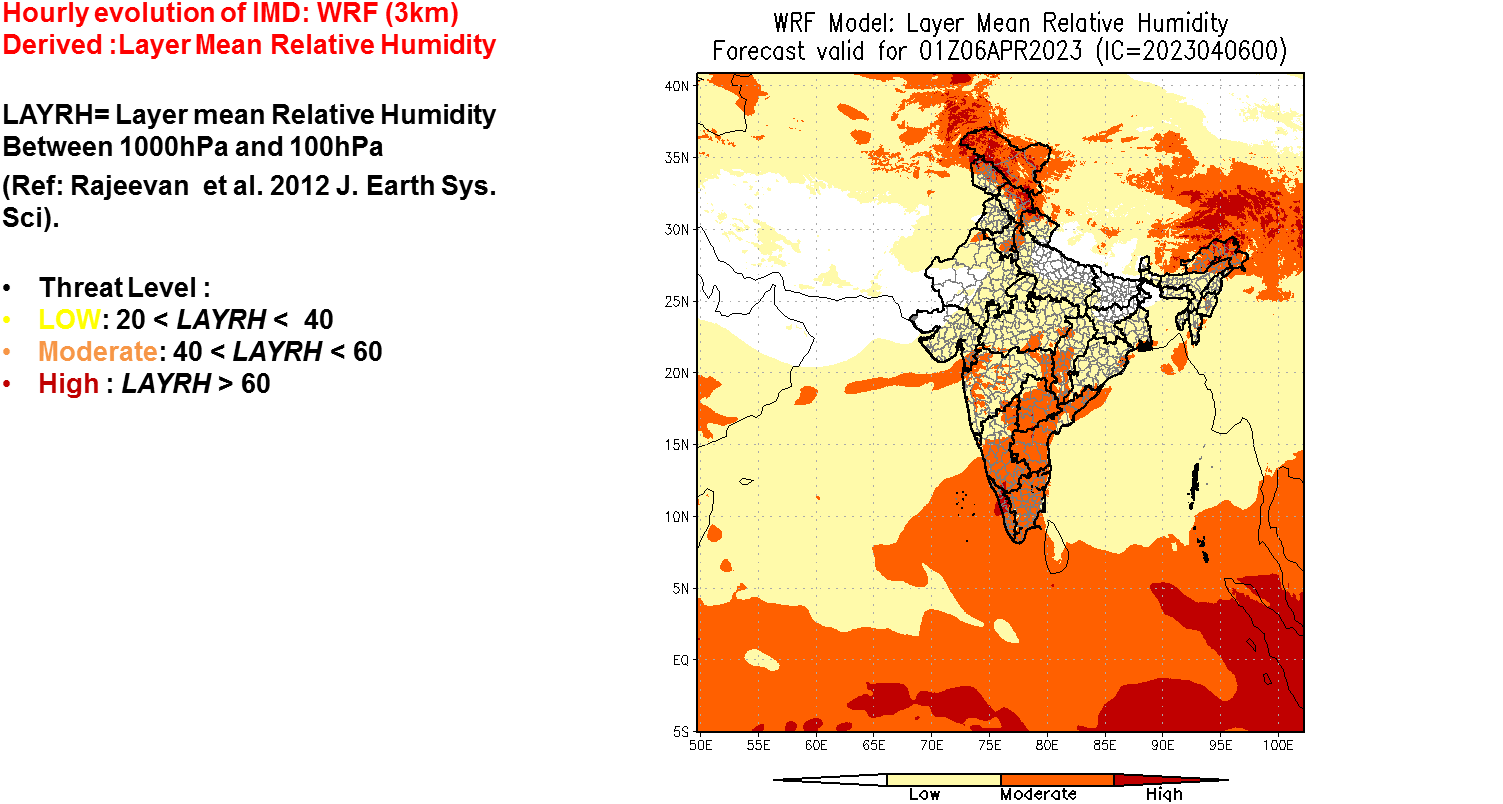 Hourly evolution of IMD: WRF (3km)
Derived :Layer Mean Relative Humidity
LAYRH= Layer mean Relative Humidity
Between 1000hPa and 100hPa
(Ref: Rajeevan et al. 2012 J. Earth Sys.
Sci).
• Threat Level :
• LOW: 20 < LAYRH < 40
• Moderate: 40 < LAYRH < 60
• High : LAYRH > 60
WRF Model: Layer Mean Relative Humidity
Forecast valid for 01Z06APR2023 (IC=2023040600)
40N
35N
30N
25N
20N
15N
10N
5N
EQ
5S
50E 55E 60E 65E 70E 75E 80E 85E 90E 95E 100E
Low Moderate High